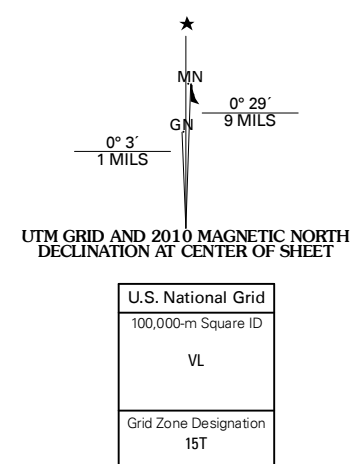 ★
MN
0° 29´
9 MILS
GN
0° 3´
1 MILS
UTM GRID AND 2010 MAGNETIC NORTH
DECLINATION AT CENTER OF SHEET
U.S. National Grid
100,000-m Square ID
VL
Grid Zone Designation
15T